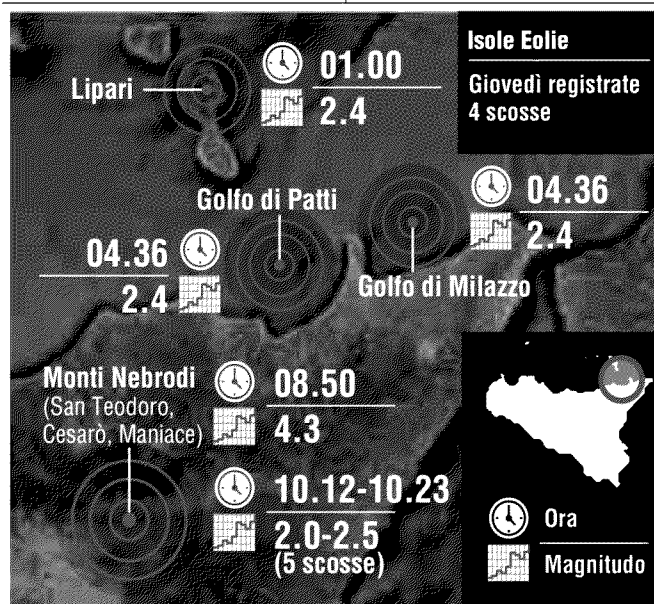 Isole Eolie
Giovedì registrate
4 scosse
Lipari
01.00
2.4
Golfo di Patti
04.36
2.4
04.36
2.4
Golfo di Milazzo
Monti Nebrodi
(San Teodoro,
Cesarò, Maniace)
08.50
4.3
10.12-10.23
2.0-2.5
(5 scosse)
Ora
Magnitudo